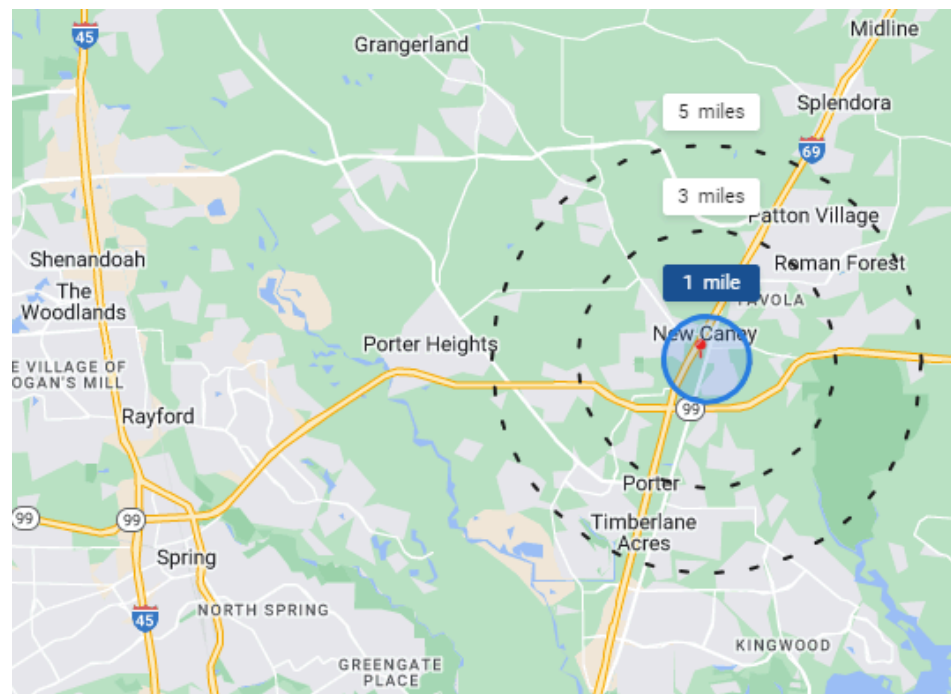 Midline
45
Grangerland
Splendora
5 miles
69
3 miles
Patton Village
Shenandoah
Roman Forest
The
Woodlands
1 mile
TAVOLA
New Caney
Porter Heights
E VILLAGE OF
OGAN'S MILL
Rayford
99
Porter
99
99
Timberlane
Acres
Spring
NORTH SPRING
45
KINGWOOD
GREENGATE
PLACE